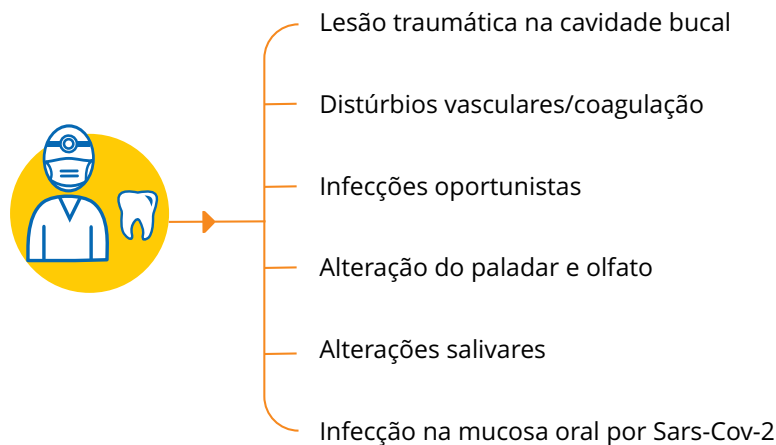 Lesão traumática na cavidade bucal
Distúrbios vasculares/coagulação
Infecções oportunistas
Alteração do paladar e olfato
Alterações salivares
Infecção na mucosa oral por Sars-Cov-2